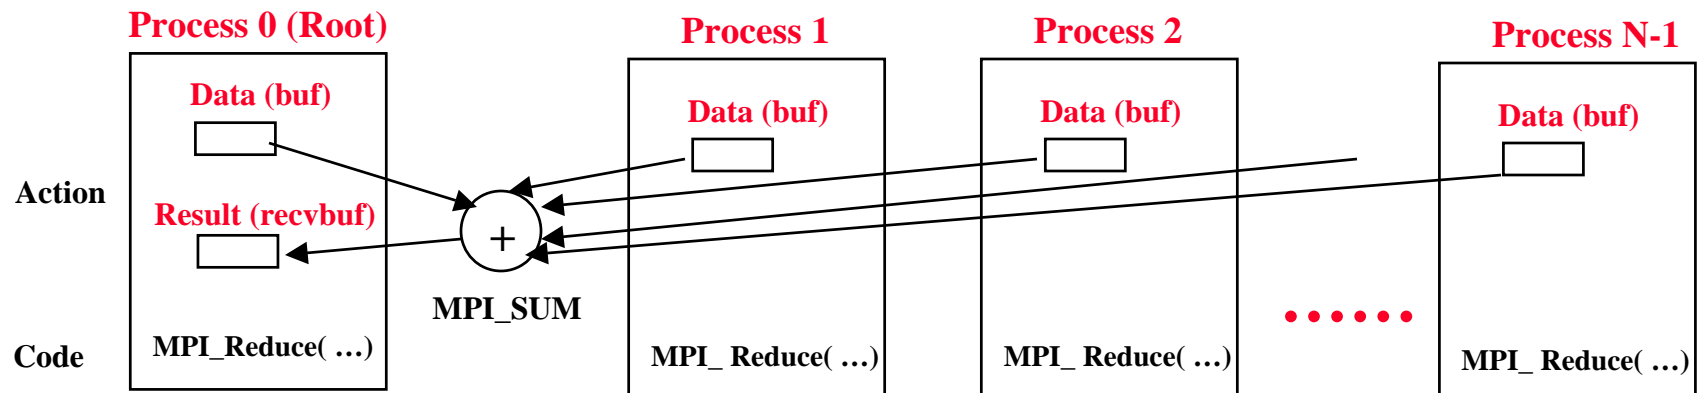 Process 0 (Root)
Process 1
Process 2
Process N-1
Data (buf)
Data (buf)
Data (buf)
Data (buf)
Action
Result (recvbuf)
+
MPI_SUM
Code
MPI_Reduce( …)
MPI_ Reduce( …)
MPI_ Reduce( …)
MPI_ Reduce( …)